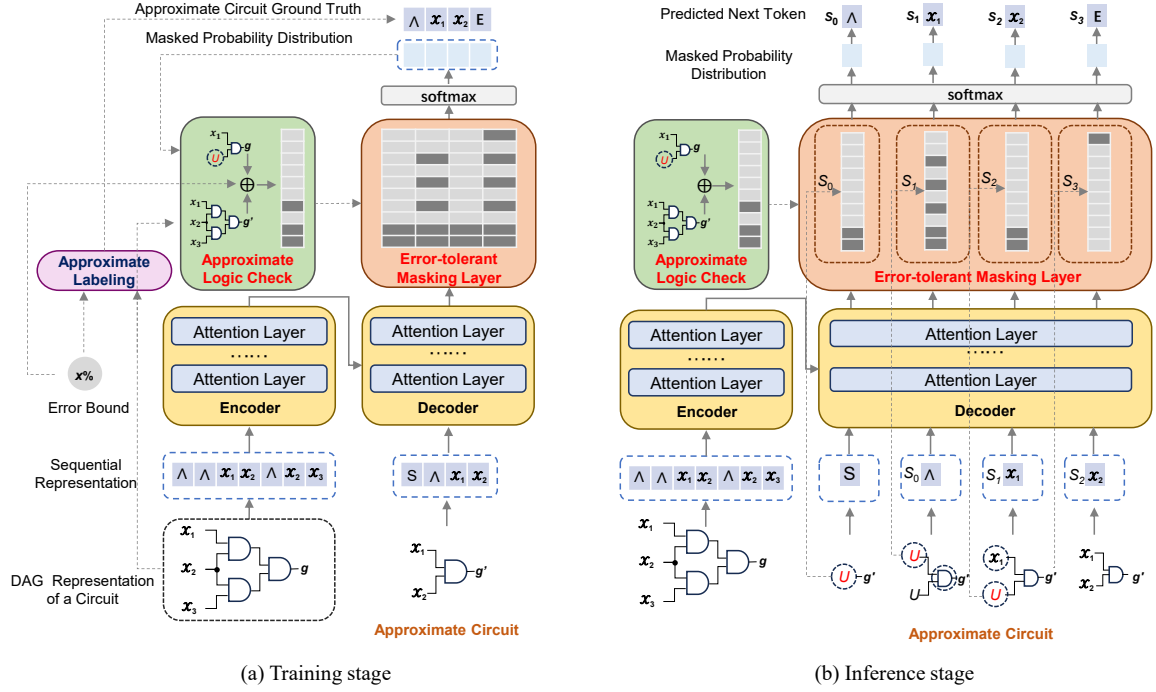 Approximate Circuit Ground Truth
∧ x₁ x₂ E
Masked Probability Distribution
softmax
x₁
U
g
⊕
x₁
x₂
x₃
g'
Approximate
Logic Check
Error-tolerant
Masking Layer
Approximate
Labeling
x%
Error Bound
Attention Layer
……
Attention Layer
Encoder
Attention Layer
……
Attention Layer
Decoder
Sequential
Representation
∧ ∧ x₁ x₂ ∧ x₂ x₃
S ∧ x₁ x₂
DAG Representation
of a Circuit
x₁
x₂
x₃
g
x₁
x₂
g'
Approximate Circuit
(a) Training stage
Predicted Next Token
S₀ ∧
S₁ x₁
S₂ x₂
S₃ E
Masked Probability
Distribution
softmax
x₁
U
g
⊕
x₁
x₂
x₃
g'
Approximate
Logic Check
S₀
S₁
S₂
S₃
Error-tolerant Masking Layer
Attention Layer
……
Attention Layer
Encoder
Attention Layer
……
Attention Layer
Decoder
∧ ∧ x₁ x₂ ∧ x₂ x₃
S
S₀ ∧
S₁ x₁
S₂ x₂
x₁
x₂
x₃
g
U g'
U
U
g'
x₁
U
g'
x₁
x₂
g'
Approximate Circuit
(b) Inference stage